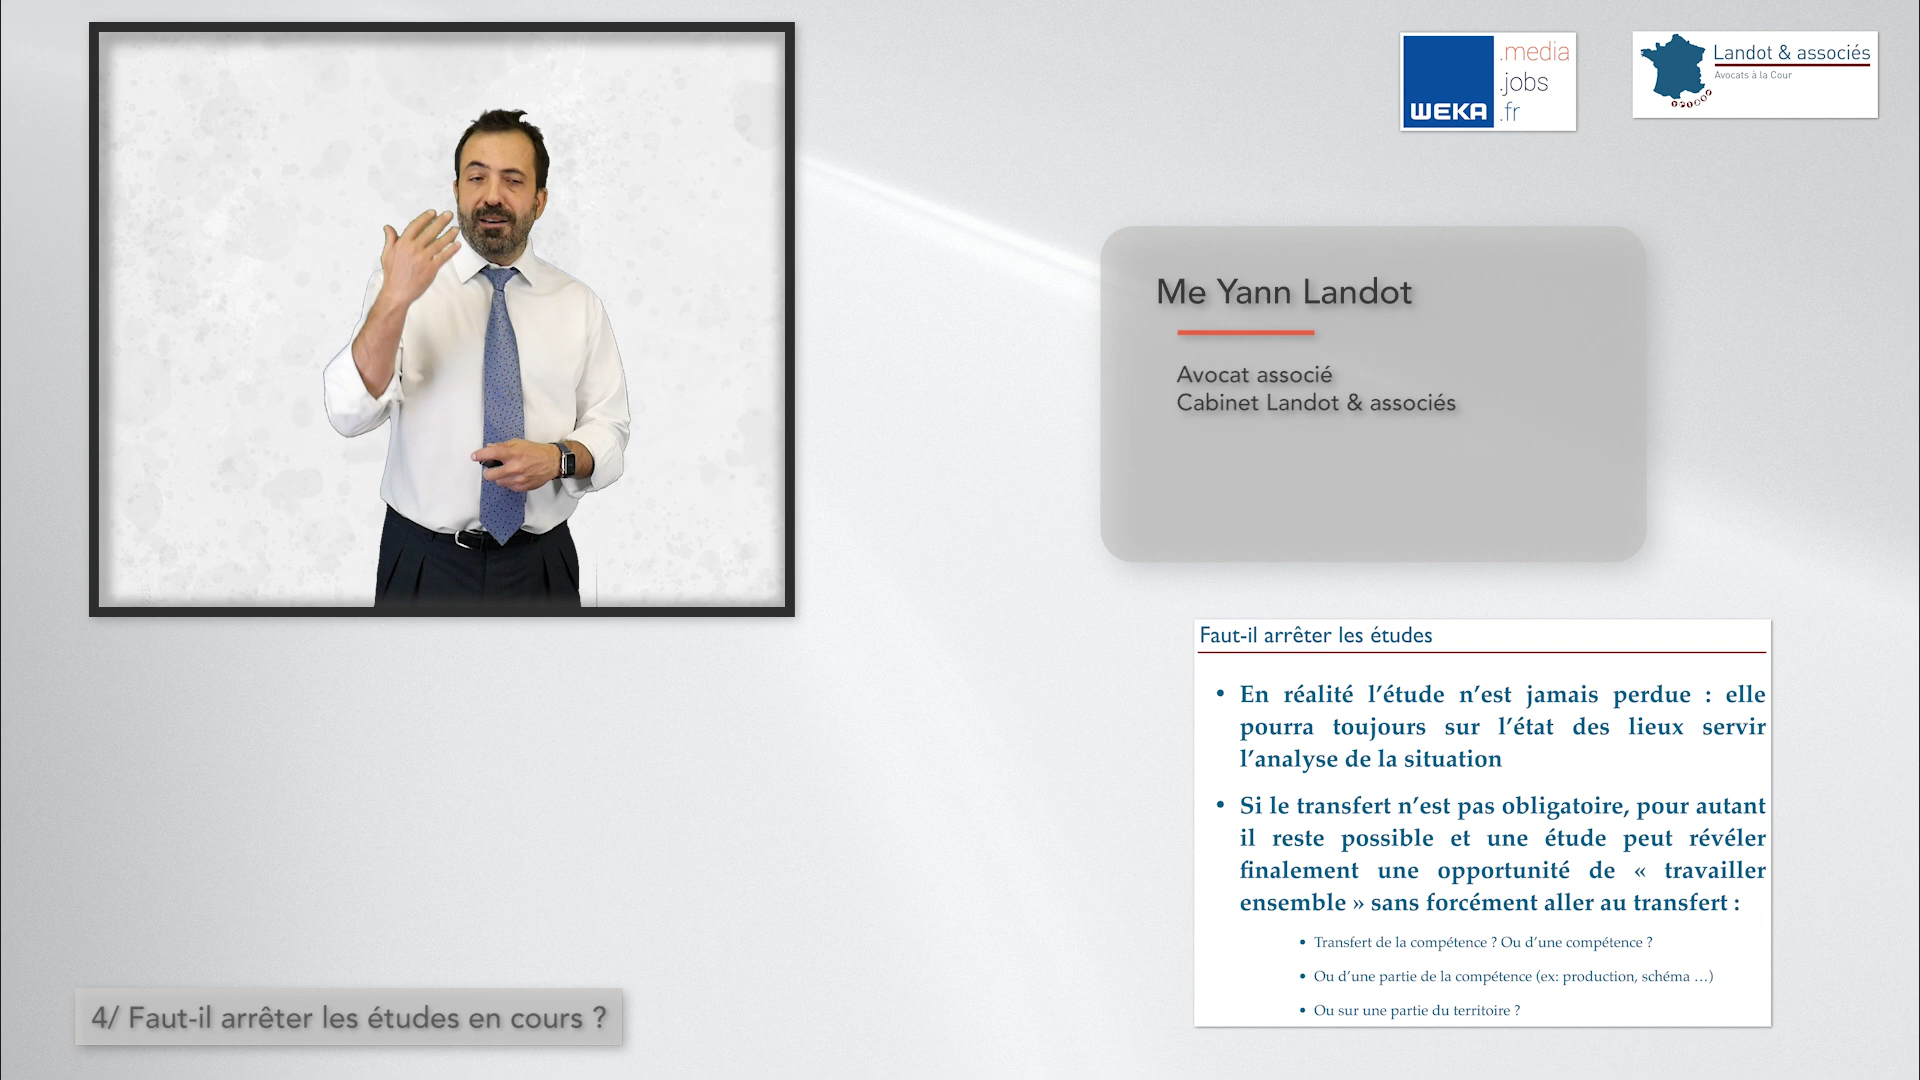 WEKA
.media
.jobs
.fr
Landot & associés
Avocats à la Cour
Me Yann Landot
Avocat associé
Cabinet Landot & associés
Faut-il arrêter les études
• En réalité l’étude n’est jamais perdue : elle
pourra toujours sur l’état des lieux servir
l’analyse de la situation
• Si le transfert n’est pas obligatoire, pour autant
il reste possible et une étude peut révéler
finalement une opportunité de « travailler
ensemble » sans forcément aller au transfert :
• Transfert de la compétence ? Ou d’une compétence ?
• Ou d’une partie de la compétence (ex: production, schéma …)
• Ou sur une partie du territoire ?
4/ Faut-il arrêter les études en cours ?